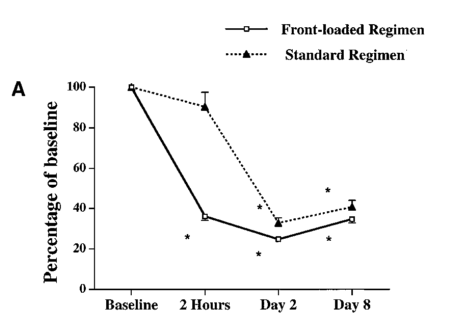 Front-loaded Regimen
Standard Regimen
A
Percentage of baseline
100
80
60
40
20
0
*
*
*
*
*
*
Baseline 2 Hours Day 2 Day 8